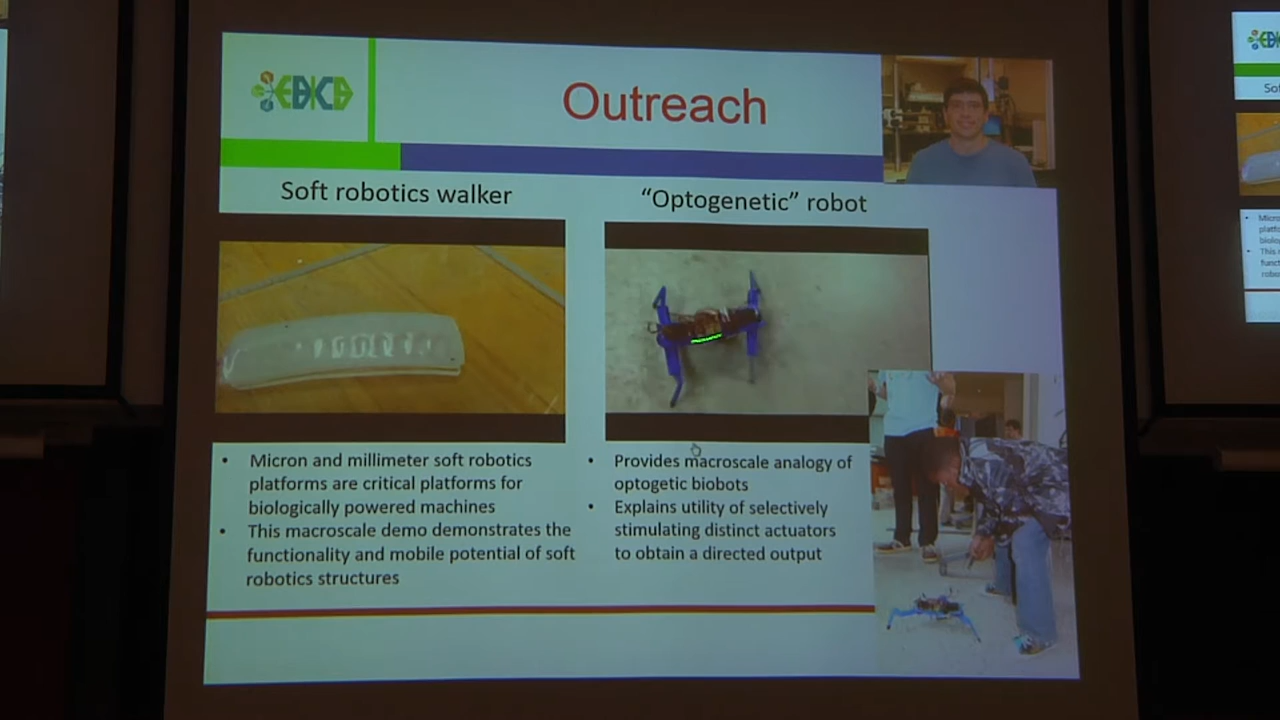 Outreach
Soft robotics walker
“Optogenetic” robot
• Micron and millimeter soft robotics
platforms are critical platforms for
biologically powered machines
• This macroscale demo demonstrates the
functionality and mobile potential of soft
robotics structures
• Provides macroscale analogy of
optogetic biobots
• Explains utility of selectively
stimulating distinct actuators
to obtain a directed output